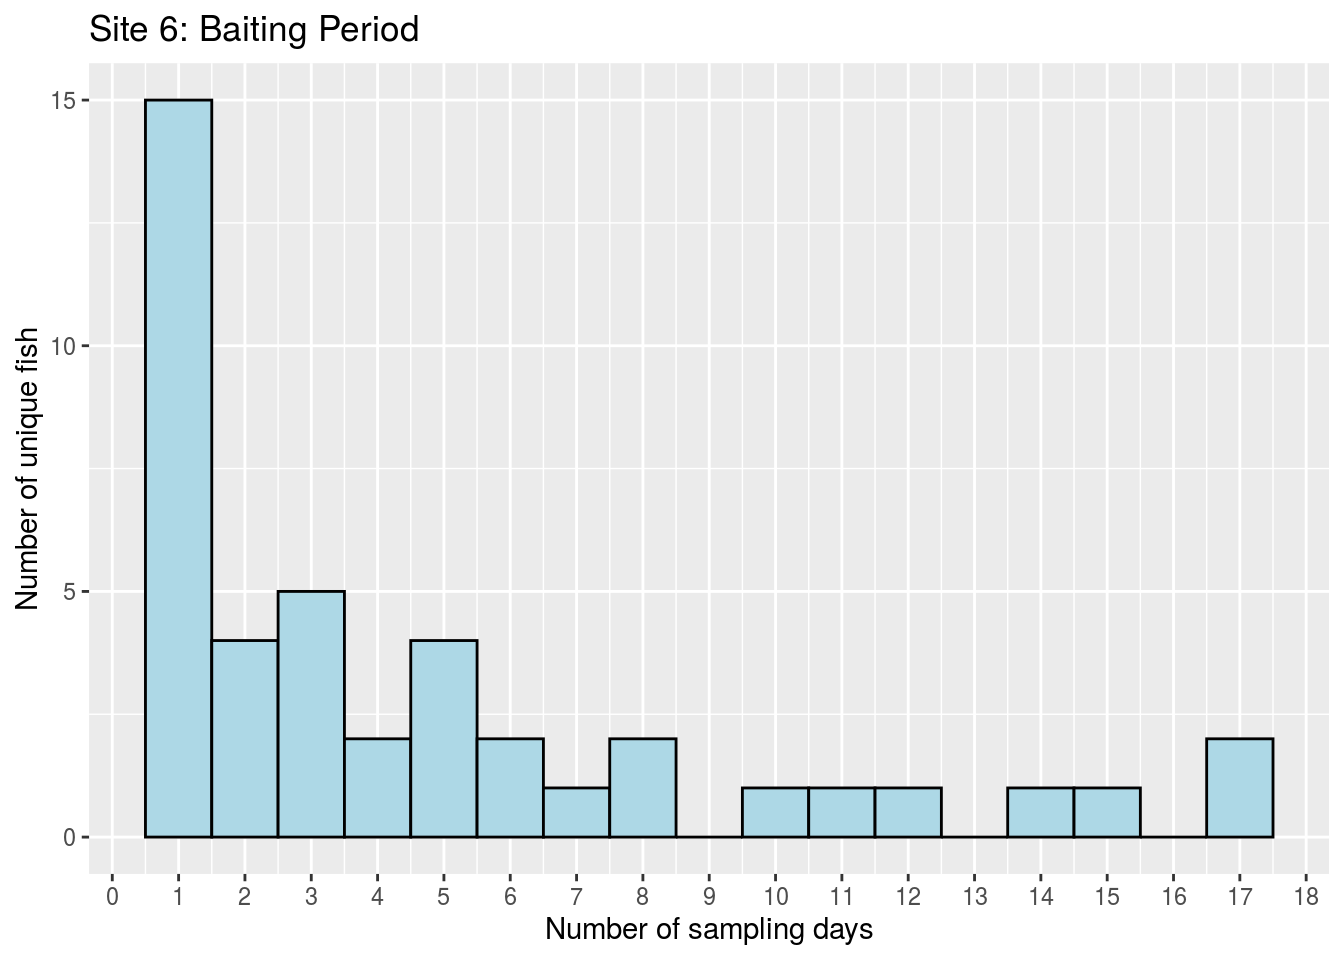 Site 6: Baiting Period
Number of unique fish
15
10
5
0
0 1 2 3 4 5 6 7 8 9 10 11 12 13 14 15 16 17 18
Number of sampling days